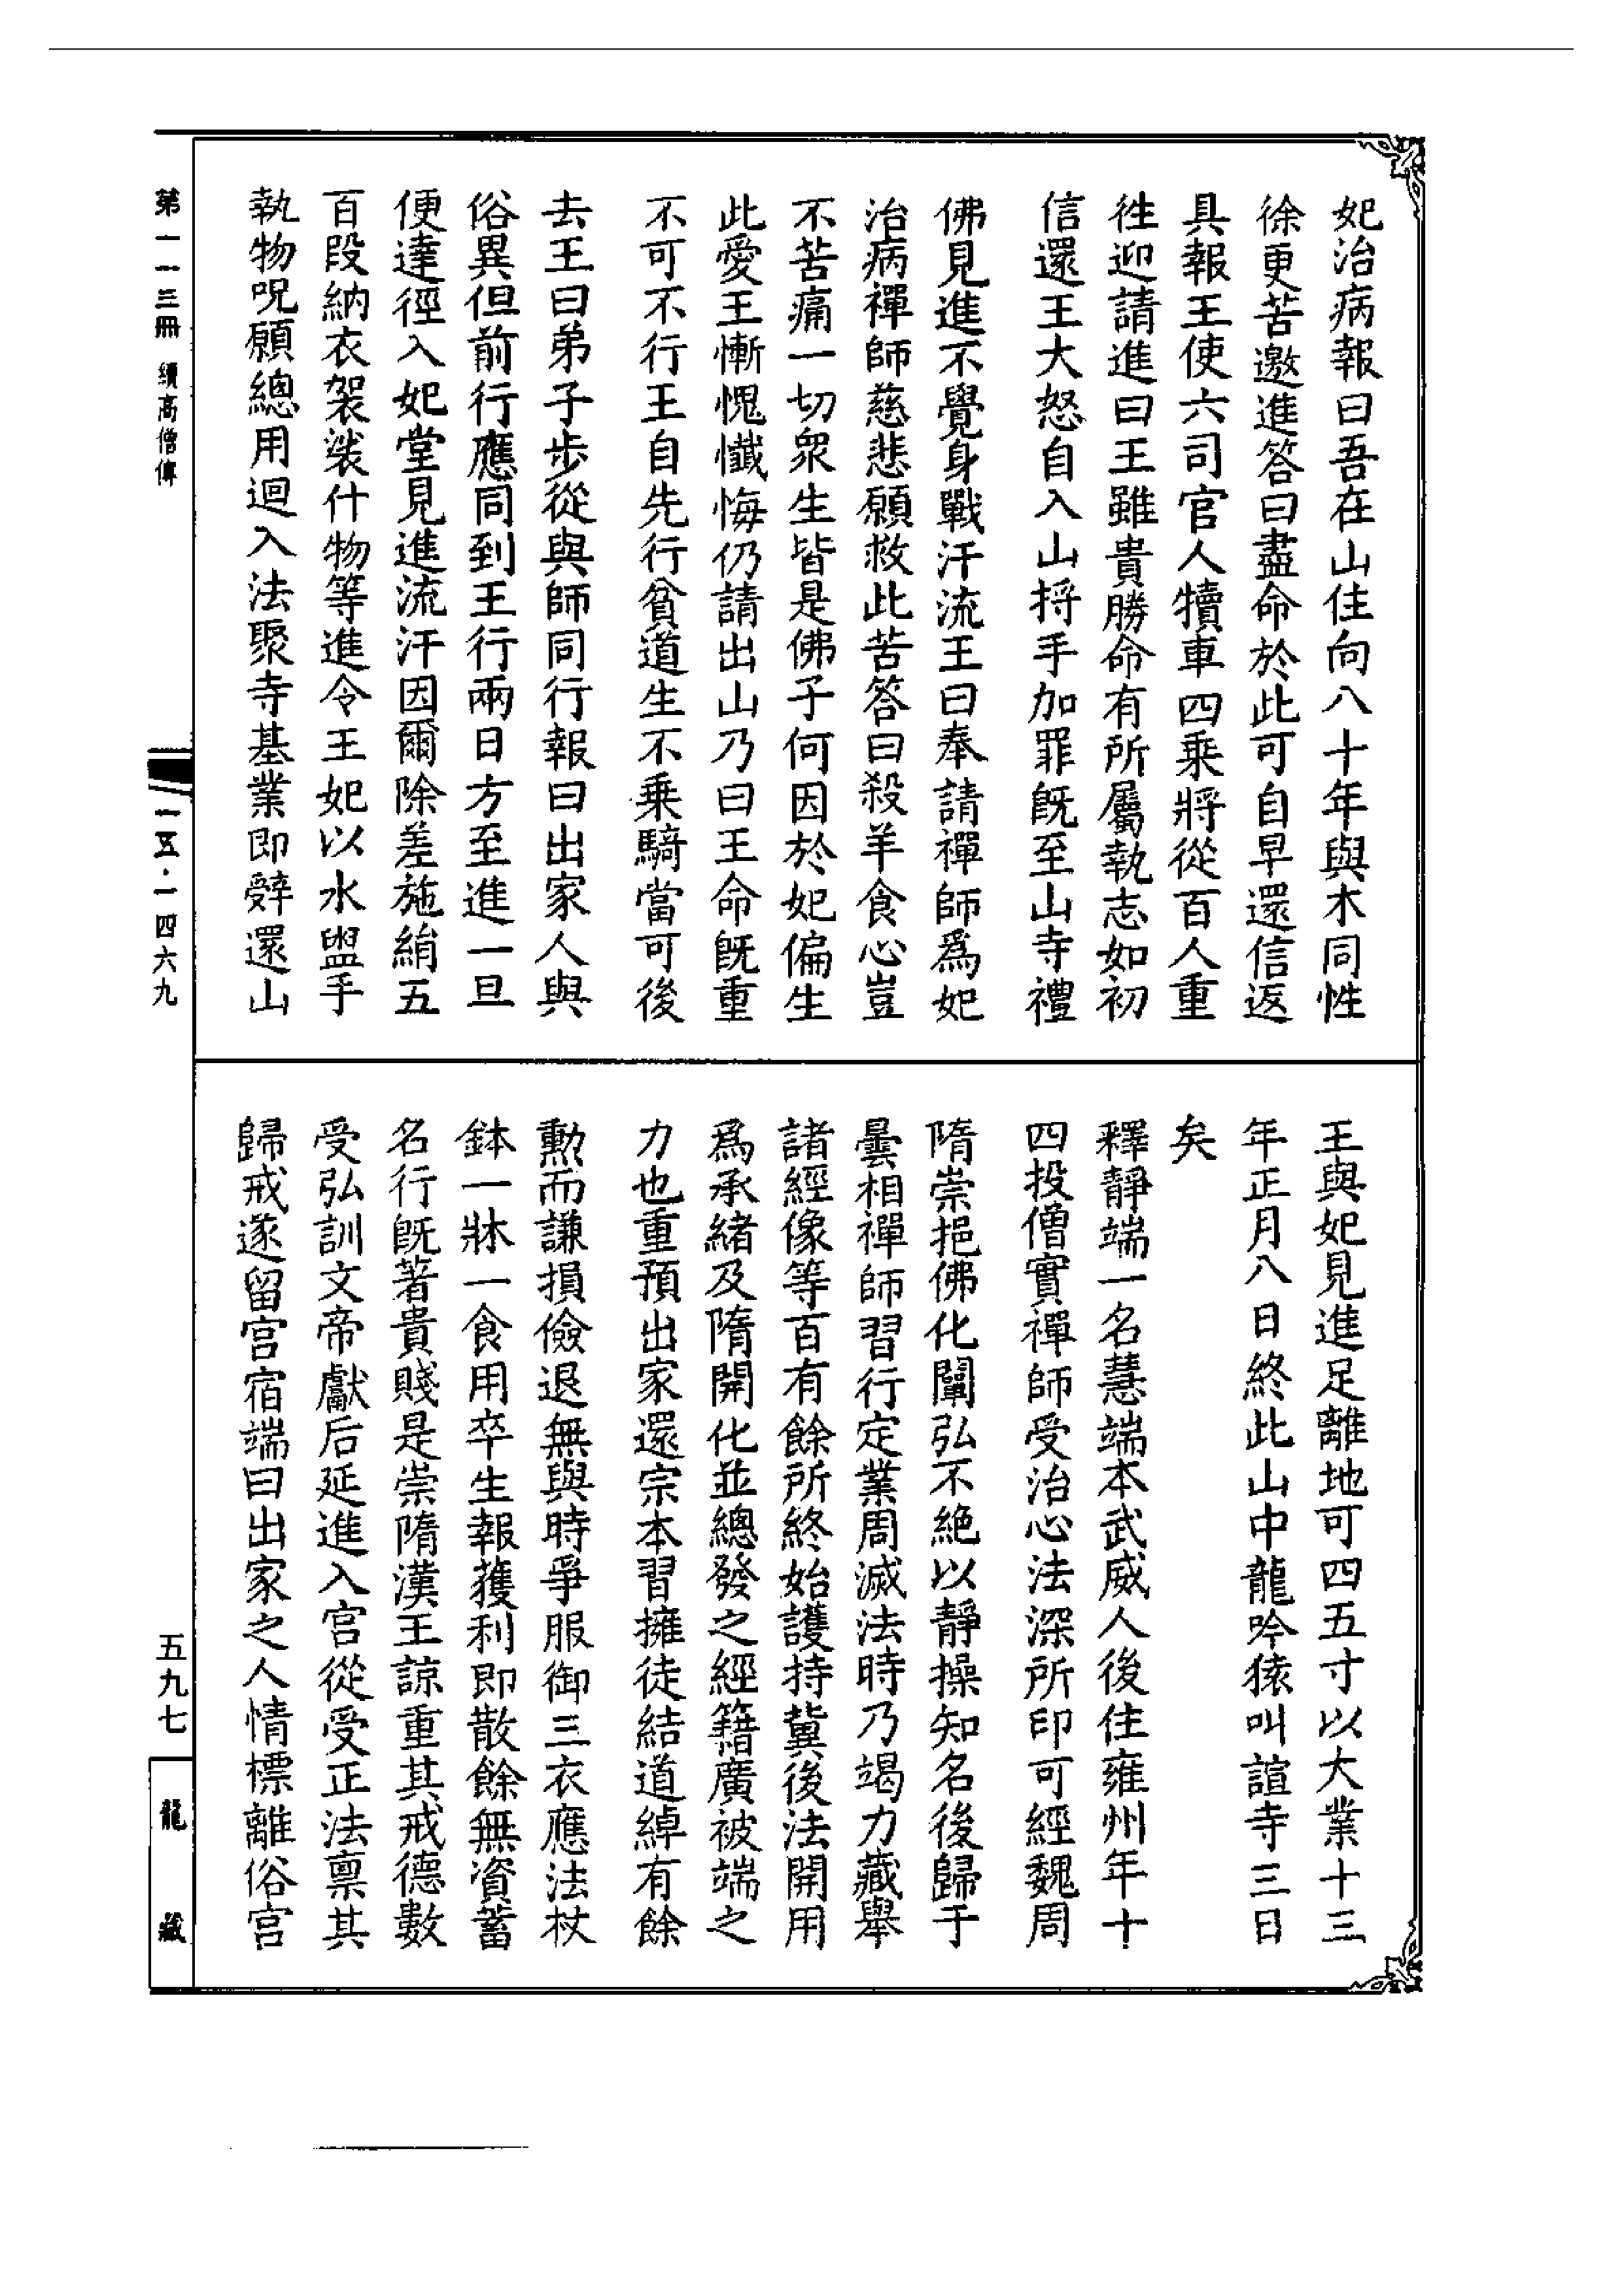 妃治病報曰吾在山住向八十年與木同性
徐更苦邀進答曰盡命於此可自早還信返
具報王使六司官人犢車四乘將從百人重
徃迎請進曰王雖貴勝命有所屬執志如初
信還王大怒自入山捋手加罪旣至山寺禮
佛見進不覺身戰汗流王曰奉請禪師爲妃
治病禪師慈悲願救此苦答曰殺羊食心豈
不苦痛一切衆生皆是佛子何因於妃偏生
此愛王慚愧懺悔仍請出山乃曰王命旣重
不可不行王自先行貧道生不乘騎當可後
去王曰弟子步從與師同行報曰出家人與
俗異但前行應同到王行兩日方至進一旦
便達徑入妃堂見進流汗因爾除差施絹五
百段納衣袈裟什物等進令王妃以水盥手
執物呪願總用迴入法聚寺基業即辭還山
王與妃見進足離地可四五寸以大業十三
年正月八日終此山中龍吟猿叫諠寺三日
矣
釋靜端一名慧端本武威人後住雍州年十
四投僧實禪師受治心法深所印可經魏周
隋崇挹佛化闡弘不絶以靜操知名後歸于
曇相禪師習行定業周滅法時乃竭力藏舉
諸經像等百有餘所終始護持冀後法開用
爲承緒及隋開化並總發之經籍廣被端之
力也重預出家還宗本習擁徒結道綽有餘
勲而謙損儉退無與時爭服御三衣應法杖
鉢一牀一食用卒生報獲利即散餘無資蓄
名行旣著貴賤是崇隋漢王諒重其戒德數
受弘訓文帝獻后延進入宮從受正法禀其
歸戒遂留宮宿端曰出家之人情標離俗宮
第一一三冊 續高僧傳
一五·一四六九
五九七
龍藏